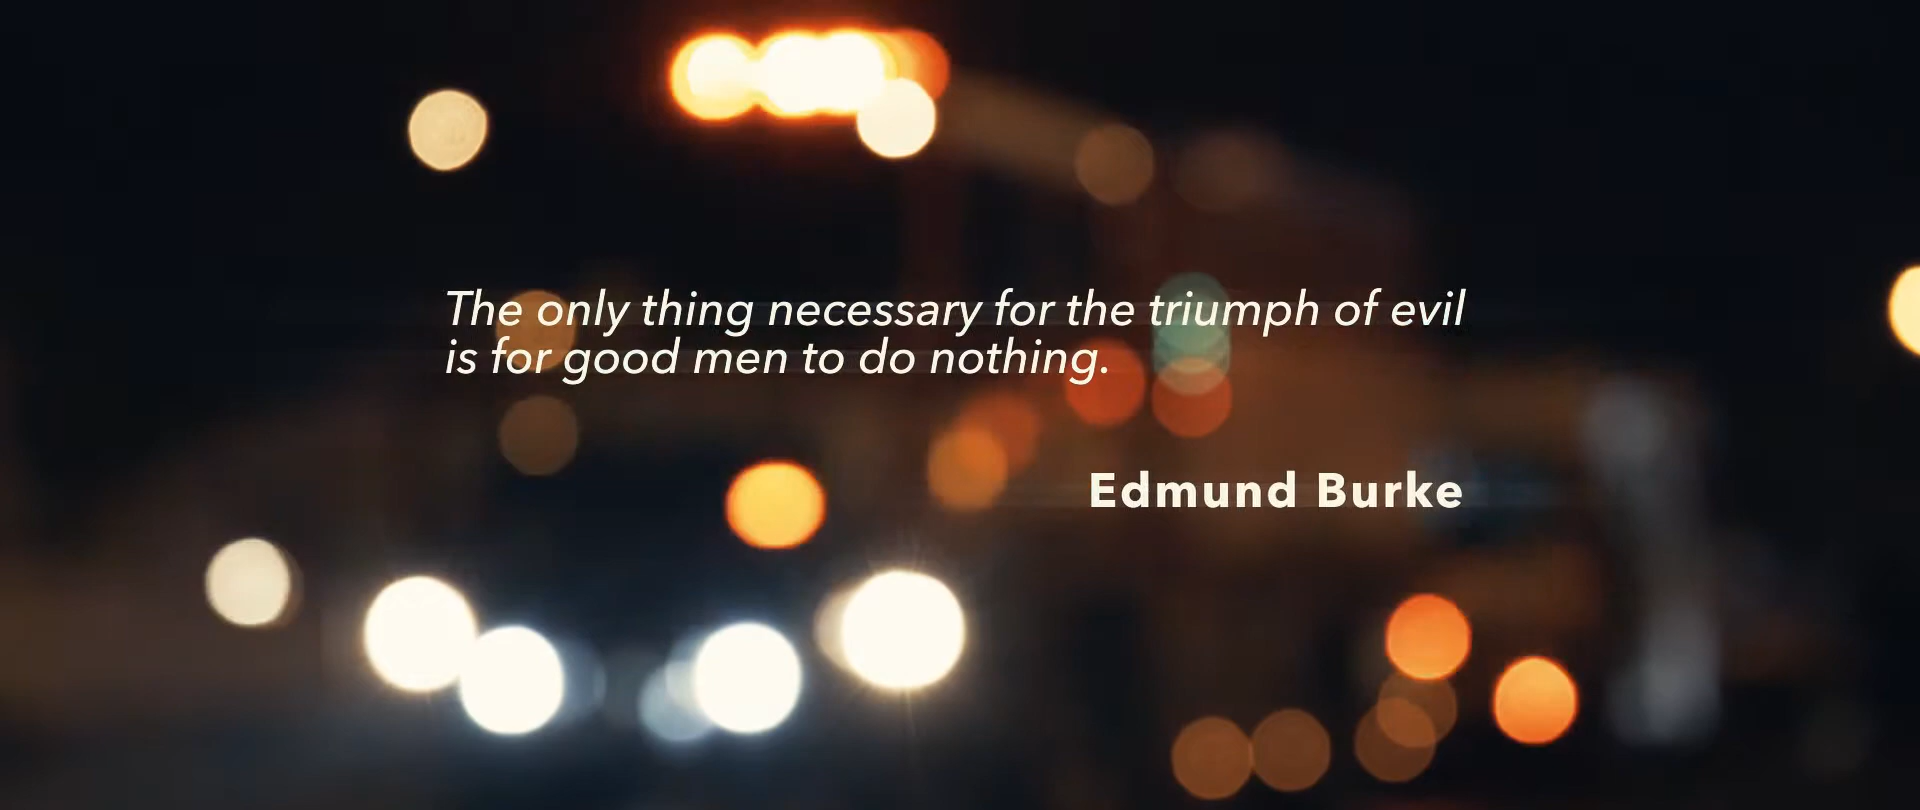 The only thing necessary for the triumph of evil
is for good men to do nothing.
Edmund Burke